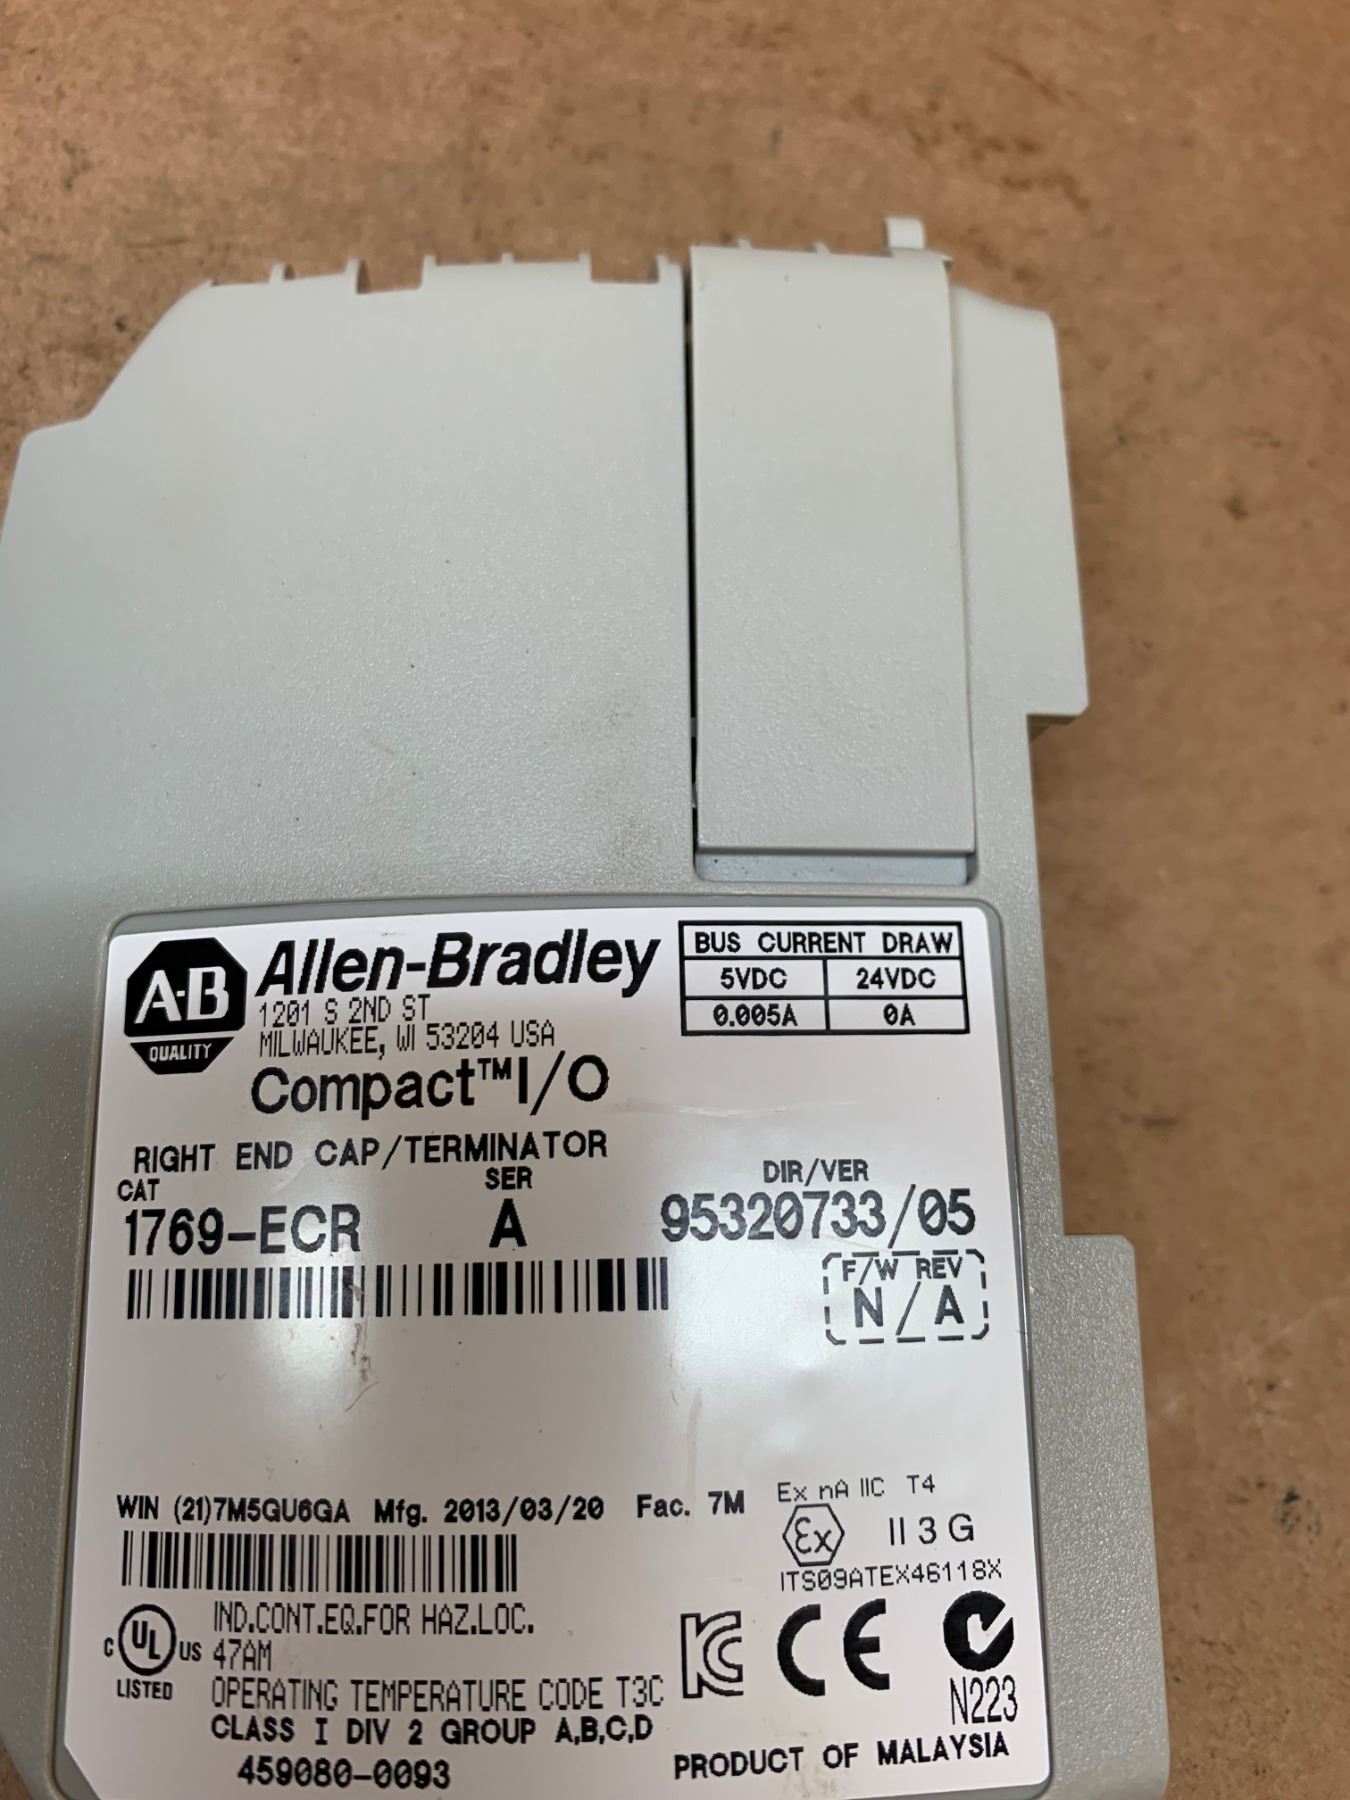 A-B
QUALITY
Allen-Bradley
1201 S 2ND ST
MILWAUKEE, WI 53204 USA
Compact™I/O
BUS CURRENT DRAW
5VDC 24VDC
0.005A 0A
RIGHT END CAP/TERMINATOR
CAT SER DIR/VER
1769-ECR A 95320733/05
F/W REV
N/A
WIN (21)7M5GU6GA Mfg. 2013/03/20 Fac. 7M
Ex nA IIC T4
Ex II 3 G
ITS09ATEX46118X
C UL US
LISTED
IND.CONT.EQ.FOR HAZ.LOC.
47AM
OPERATING TEMPERATURE CODE T3C
CLASS I DIV 2 GROUP A,B,C,D
459080-0093
KC CE
N223
PRODUCT OF MALAYSIA